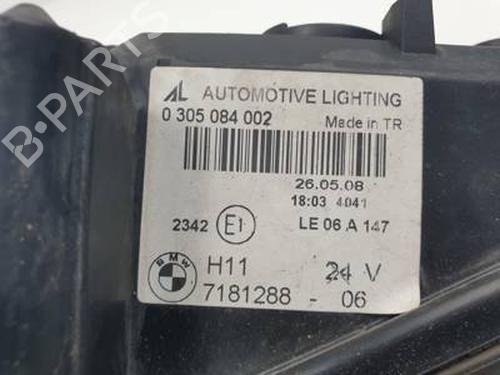 AL AUTOMOTIVE LIGHTING
0 305 084 002 Made in TR
26.05.08
18:03 4041
2342 E1 LE 06 A 147
BMW H11 24 V
7181288 - 06